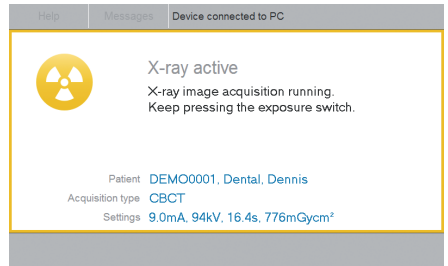 Help Messages Device connected to PC
X-ray active
X-ray image acquisition running.
Keep pressing the exposure switch.
Patient DEMO0001, Dental, Dennis
Acquisition type CBCT
Settings 9.0mA, 94kV, 16.4s, 776mGycm²